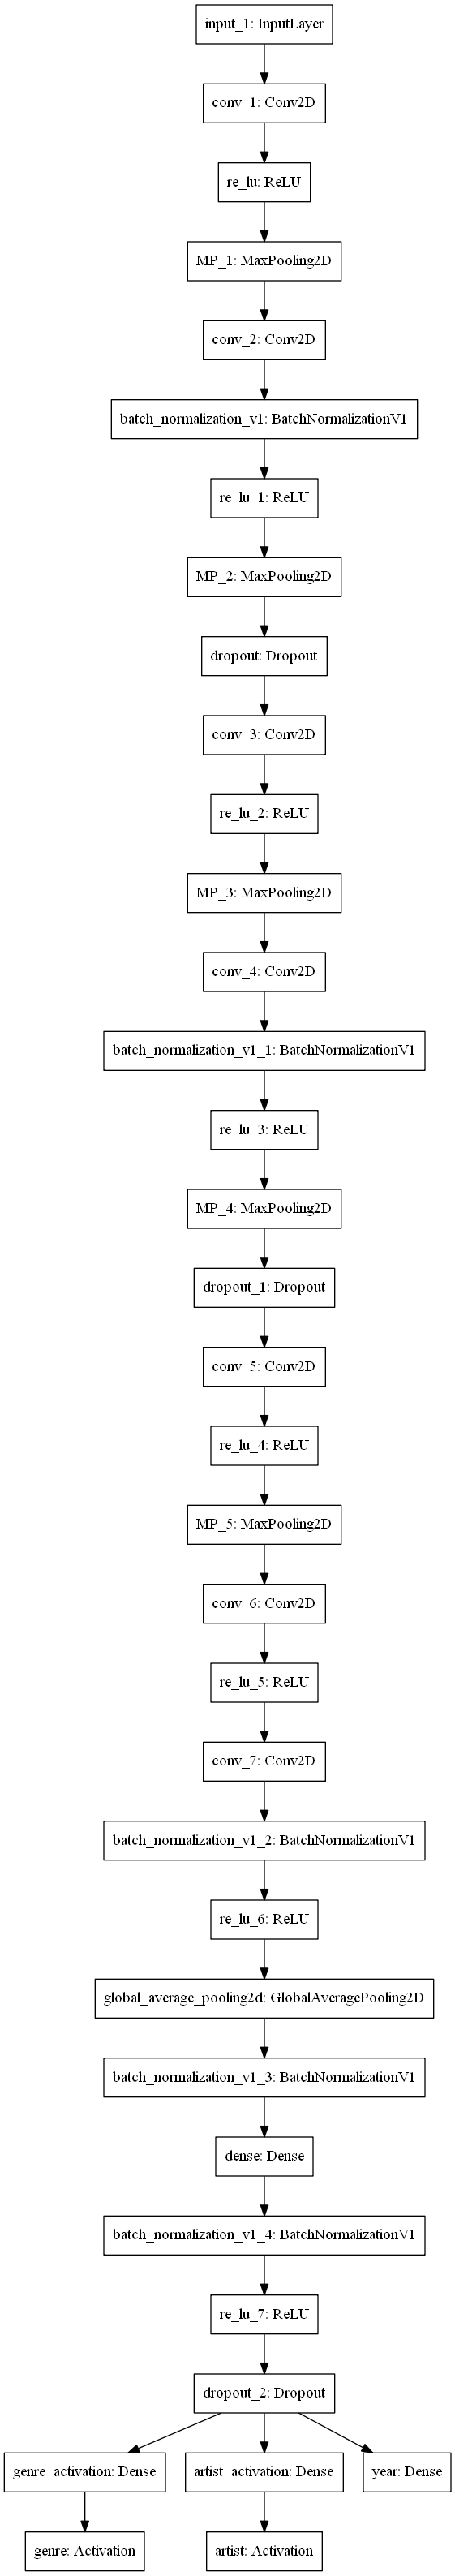 input_1: InputLayer
conv_1: Conv2D
re_lu: ReLU
MP_1: MaxPooling2D
conv_2: Conv2D
batch_normalization_v1: BatchNormalizationV1
re_lu_1: ReLU
MP_2: MaxPooling2D
dropout: Dropout
conv_3: Conv2D
re_lu_2: ReLU
MP_3: MaxPooling2D
conv_4: Conv2D
batch_normalization_v1_1: BatchNormalizationV1
re_lu_3: ReLU
MP_4: MaxPooling2D
dropout_1: Dropout
conv_5: Conv2D
re_lu_4: ReLU
MP_5: MaxPooling2D
conv_6: Conv2D
re_lu_5: ReLU
conv_7: Conv2D
batch_normalization_v1_2: BatchNormalizationV1
re_lu_6: ReLU
global_average_pooling2d: GlobalAveragePooling2D
batch_normalization_v1_3: BatchNormalizationV1
dense: Dense
batch_normalization_v1_4: BatchNormalizationV1
re_lu_7: ReLU
dropout_2: Dropout
genre_activation: Dense
artist_activation: Dense
year: Dense
genre: Activation
artist: Activation